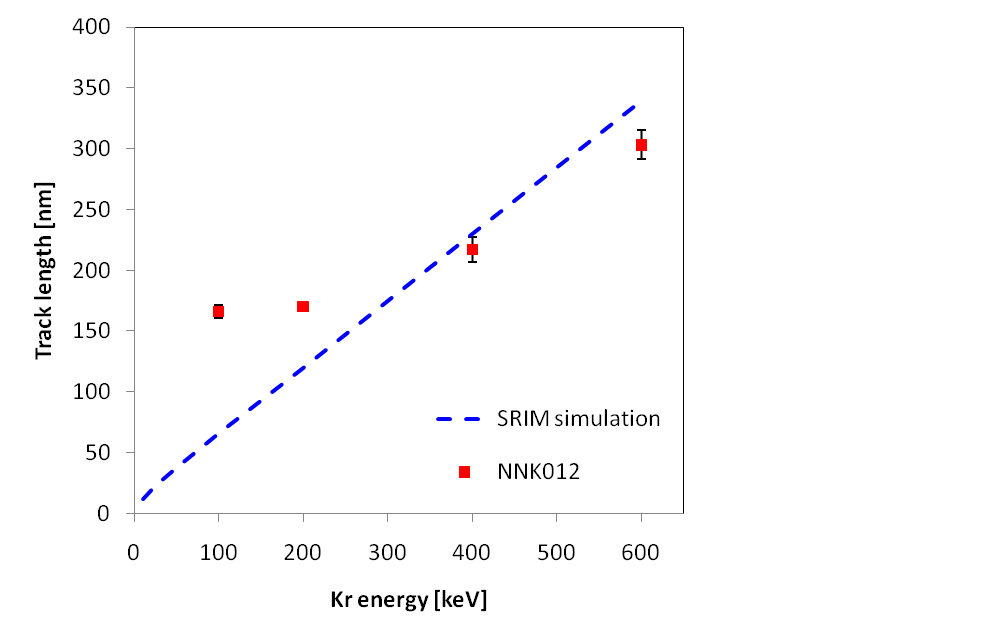 400
350
300
250
200
150
100
50
0
Track length [nm]
SRIM simulation
NNK012
0 100 200 300 400 500 600
Kr energy [keV]